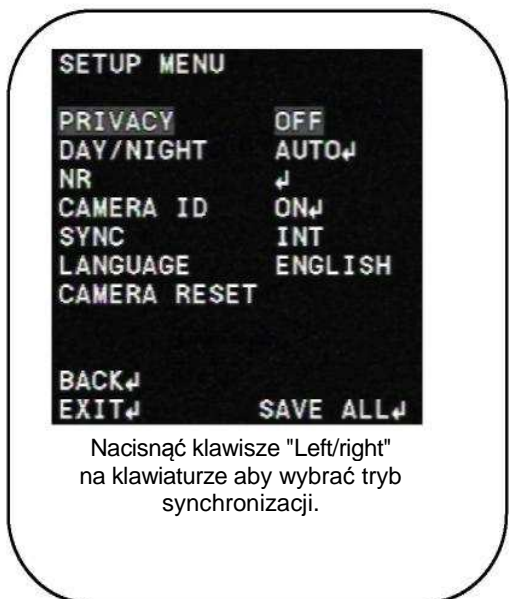 SETUP MENU
PRIVACY OFF
DAY/NIGHT AUTO↲
NR ↲
CAMERA ID ON↲
SYNC INT
LANGUAGE ENGLISH
CAMERA RESET
BACK↲
EXIT↲ SAVE ALL↲
Nacisnąć klawisze "Left/right"
na klawiaturze aby wybrać tryb
synchronizacji.